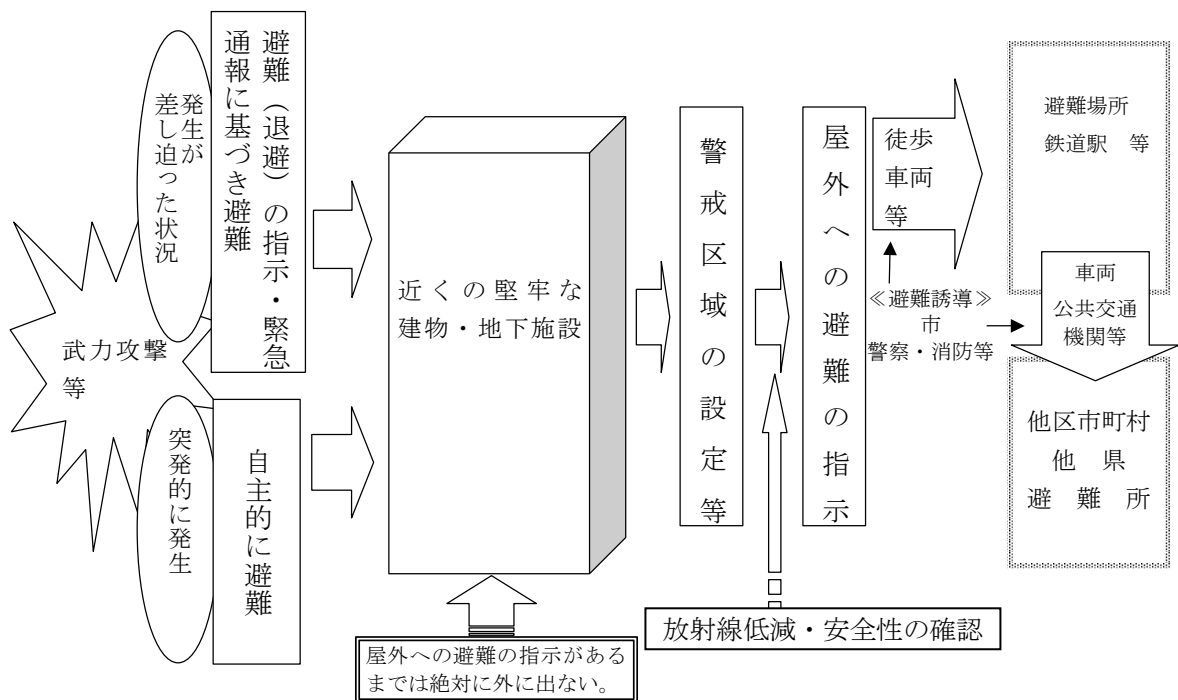 武力攻撃
等
発生が
差し迫った状況
避難（退避）の指示・緊急
通報に基づき避難
突発的に発生
自主的に避難
近くの堅牢な
建物・地下施設
屋外への避難の指示がある
までは絶対に外に出ない。
警戒区域の設定等
放射線低減・安全性の確認
屋外への避難の指示
徒歩
車両
等
≪避難誘導≫
市
警察・消防等
避難場所
鉄道駅　等
車両
公共交通
機関等
他区市町村
他　県
避　難　所